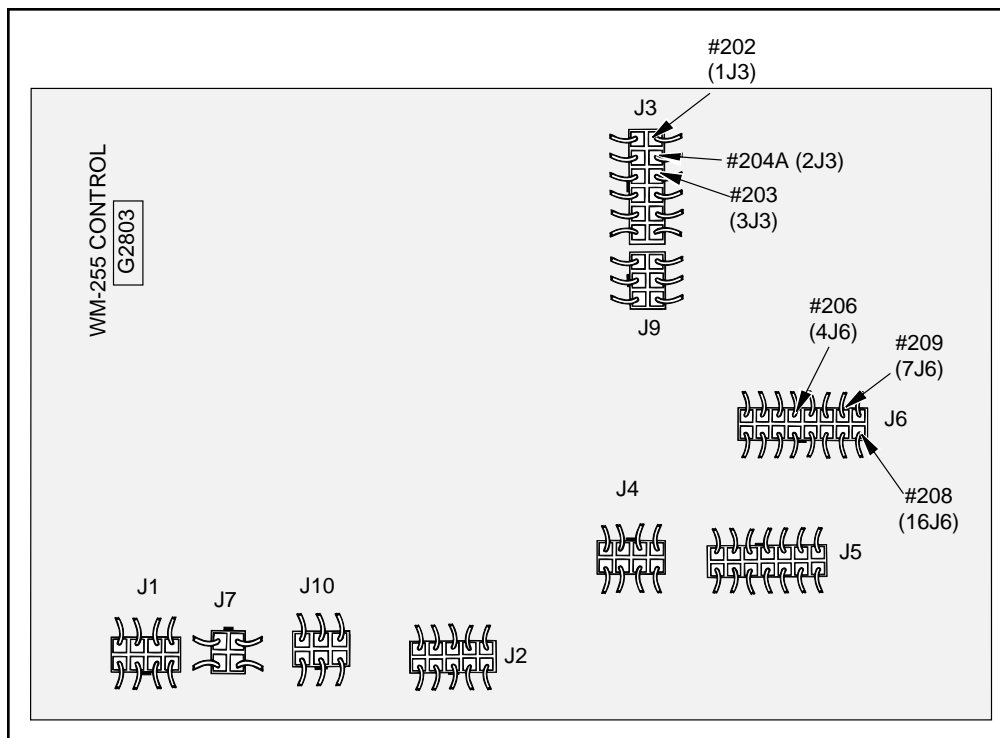 #202
(1J3)
J3
#204A (2J3)
#203
(3J3)
WM-255 CONTROL
G2803
J9
#206
(4J6)
#209
(7J6)
J6
#208
(16J6)
J4
J5
J1
J7
J10
J2